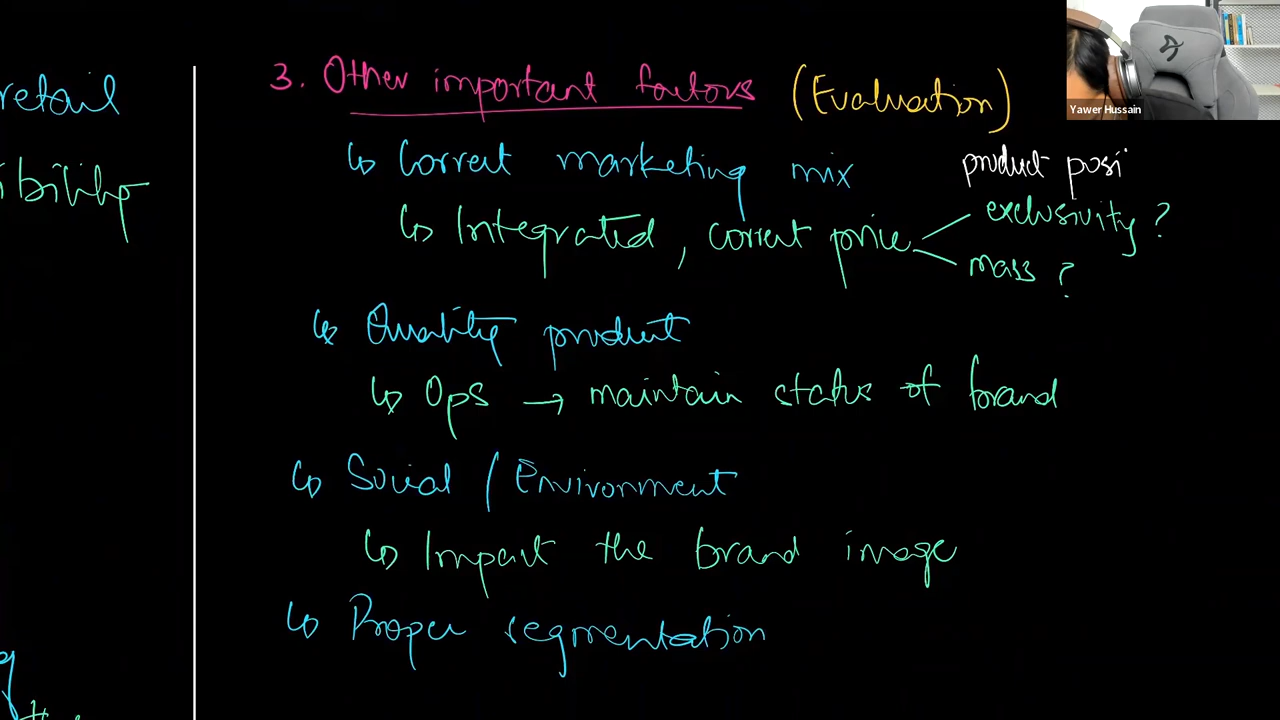 retail
3. Other important factors (Evaluation)
Yawer Hussain
↳ Correct marketing mix
product posi
↳ Integrated, correct price
exclusivity?
mass?
↳ Quality product
↳ Ops → maintain status of brand
↳ Social / Environment
↳ Impact the brand image
↳ Proper segmentation